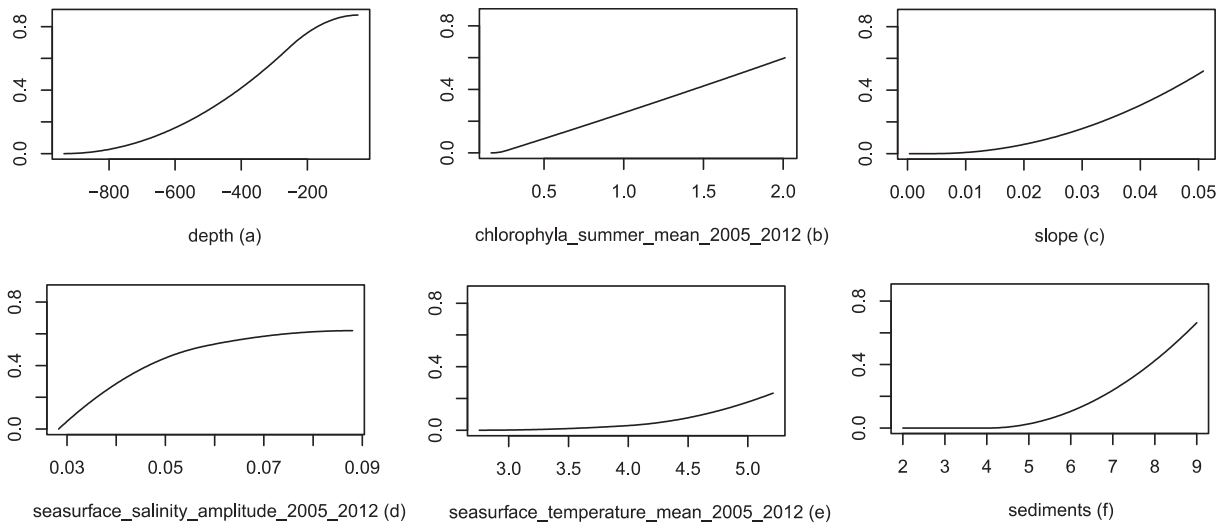 0.0 0.4 0.8
−800 −600 −400 −200
depth (a)
0.0 0.4 0.8
0.5 1.0 1.5 2.0
chlorophyla_summer_mean_2005_2012 (b)
0.0 0.4 0.8
0.00 0.01 0.02 0.03 0.04 0.05
slope (c)
0.0 0.4 0.8
0.03 0.05 0.07 0.09
seasurface_salinity_amplitude_2005_2012 (d)
0.0 0.4 0.8
3.0 3.5 4.0 4.5 5.0
seasurface_temperature_mean_2005_2012 (e)
0.0 0.4 0.8
2 3 4 5 6 7 8 9
sediments (f)